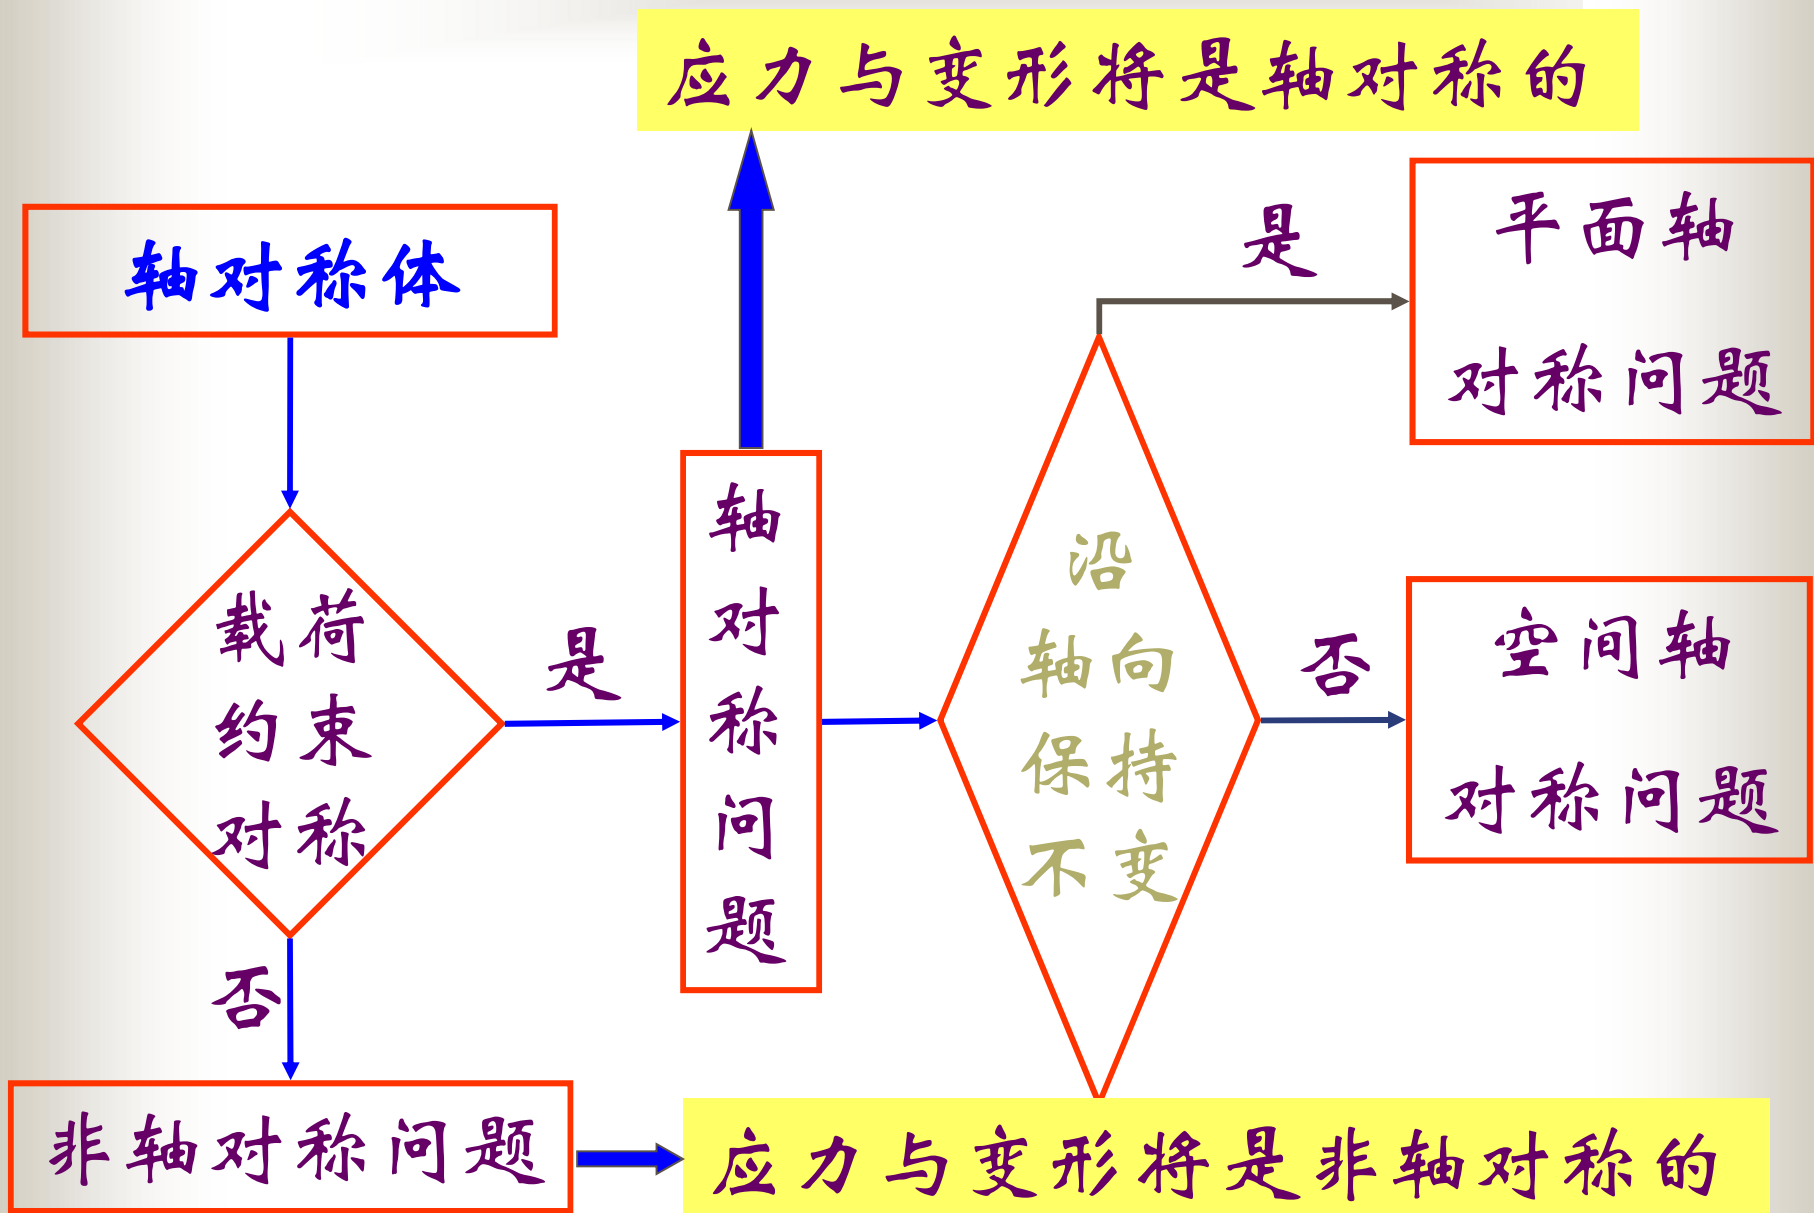 应力与变形将是轴对称的
轴对称体
载荷
约束
对称
是
否
轴
对
称
问
题
沿
轴向
保持
不变
是
平面轴
对称问题
否
空间轴
对称问题
非轴对称问题
应力与变形将是非轴对称的